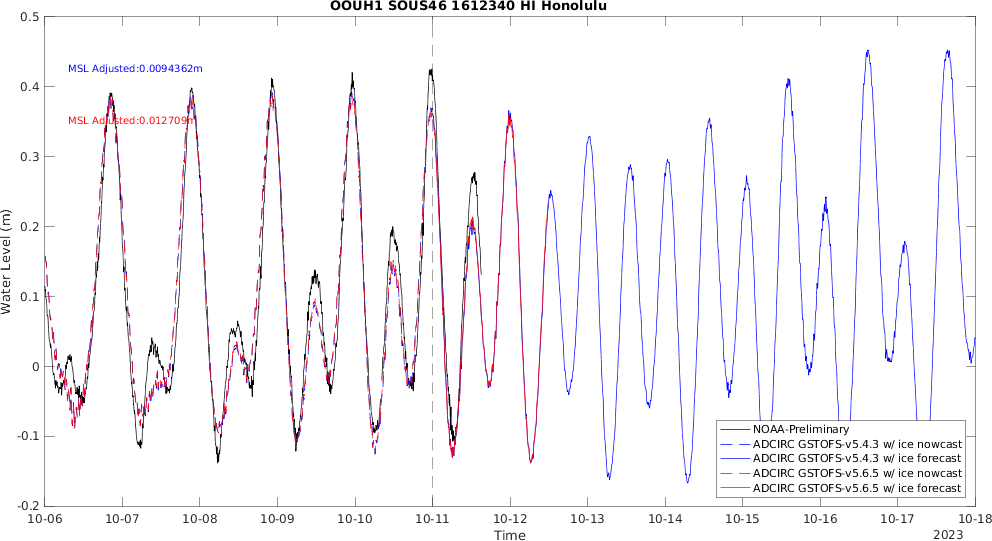 OOUH1 SOUS46 1612340 HI Honolulu
0.5
0.4
0.3
0.2
0.1
0
-0.1
-0.2
Water Level (m)
MSL Adjusted:0.0094362m
MSL Adjusted:0.012709m
NOAA-Preliminary
ADCIRC GSTOFS-v5.4.3 w/ ice nowcast
ADCIRC GSTOFS-v5.4.3 w/ ice forecast
ADCIRC GSTOFS-v5.6.5 w/ ice nowcast
ADCIRC GSTOFS-v5.6.5 w/ ice forecast
10-06 10-07 10-08 10-09 10-10 10-11 10-12 10-13 10-14 10-15 10-16 10-17 10-18
Time
2023